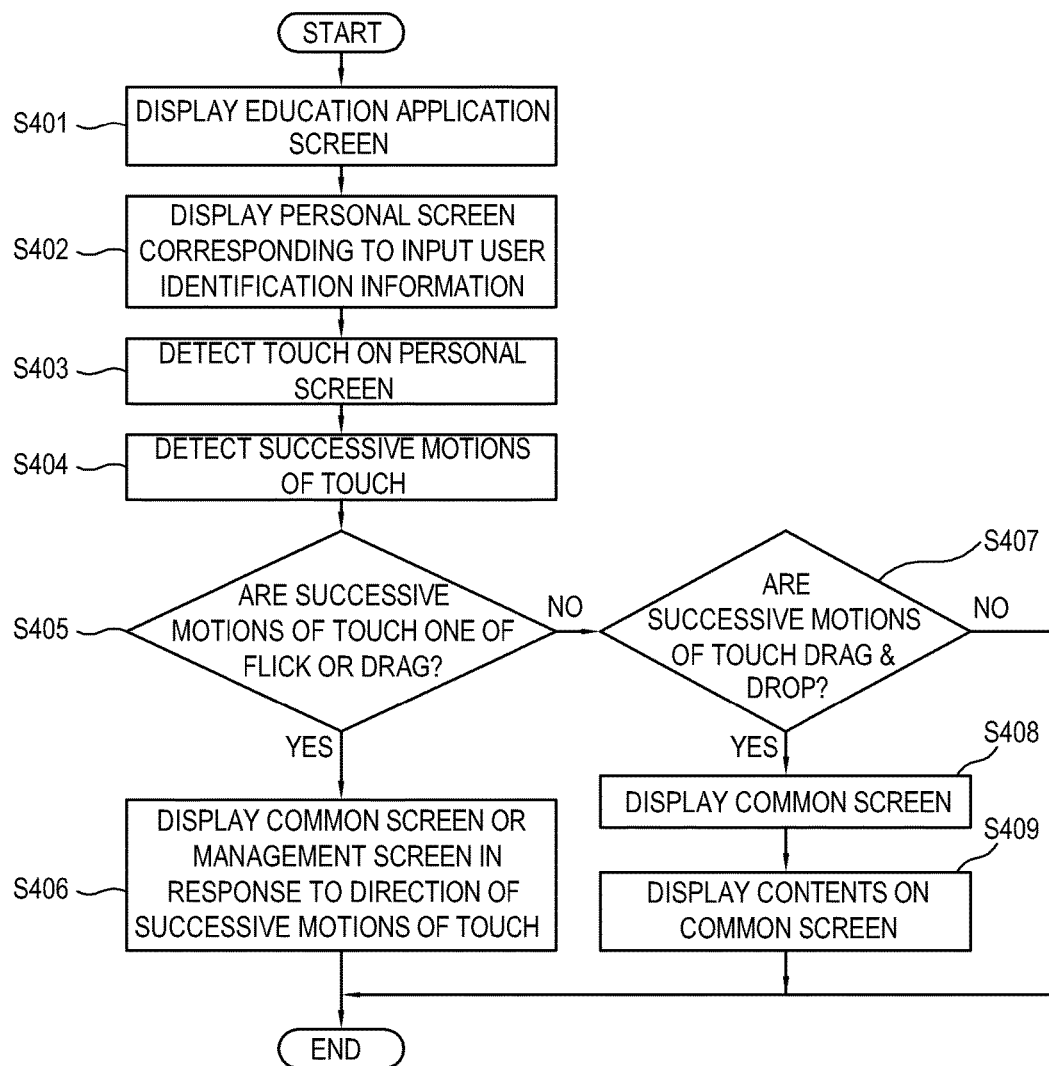 START
S401
DISPLAY EDUCATION APPLICATION
SCREEN
S402
DISPLAY PERSONAL SCREEN
CORRESPONDING TO INPUT USER
IDENTIFICATION INFORMATION
S403
DETECT TOUCH ON PERSONAL
SCREEN
S404
DETECT SUCCESSIVE MOTIONS
OF TOUCH
S405
ARE SUCCESSIVE
MOTIONS OF TOUCH ONE OF
FLICK OR DRAG?
NO
YES
S406
DISPLAY COMMON SCREEN OR
MANAGEMENT SCREEN IN
RESPONSE TO DIRECTION OF
SUCCESSIVE MOTIONS OF TOUCH
S407
ARE
SUCCESSIVE MOTIONS
OF TOUCH DRAG &
DROP?
NO
YES
S408
DISPLAY COMMON SCREEN
S409
DISPLAY CONTENTS ON
COMMON SCREEN
END